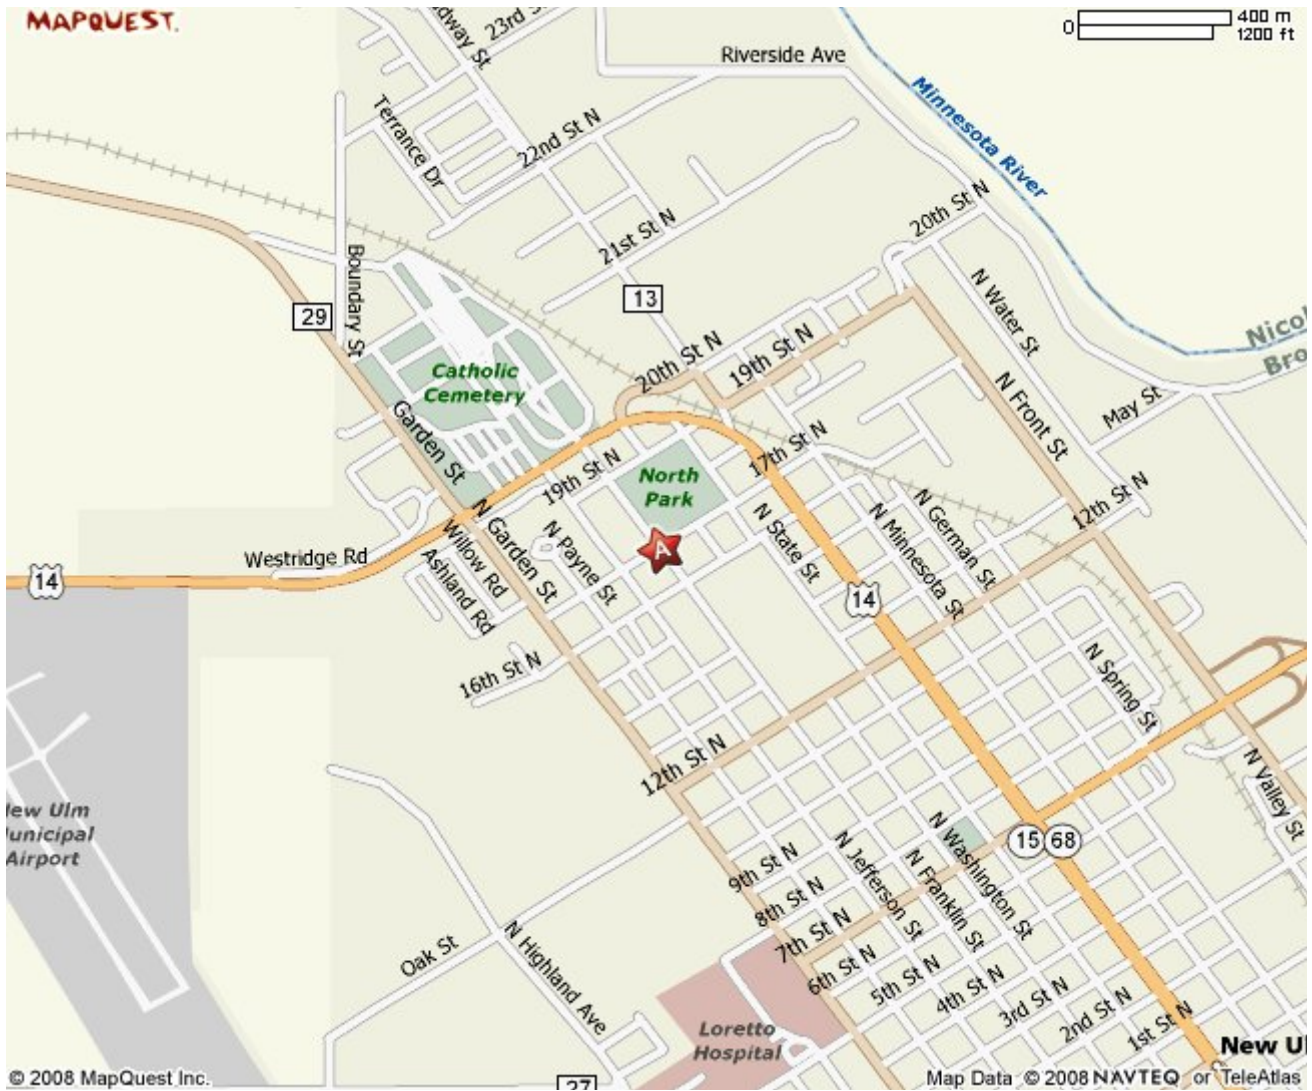 MAPQUEST.
0
400 m
1200 ft
23rd St
dway St
Riverside Ave
Minnesota River
Terrance Dr
22nd St N
20th St N
21st St N
Boundary St
13
N Water St
29
Nicol
Bro
20th St N
19th St N
Catholic
Cemetery
N Front St
May St
Garden St
17th St N
19th St N
North
Park
12th St N
N German St
N Minnesota St
N State St
N Garden St
N Payne St
Willow Rd
A
Westridge Rd
Ashland Rd
14
14
16th St N
N Spring St
12th St N
N Valley St
ew Ulm
unicipal
Airport
15
68
N Washington St
N Jefferson St
9th St N
N Franklin St
8th St N
7th St N
Oak St
N Highland Ave
6th St N
5th St N
4th St N
3rd St N
2nd St N
1st St N
Loretto
Hospital
New Ul
27
© 2008 MapQuest Inc.
Map Data © 2008 NAVTEQ or TeleAtlas